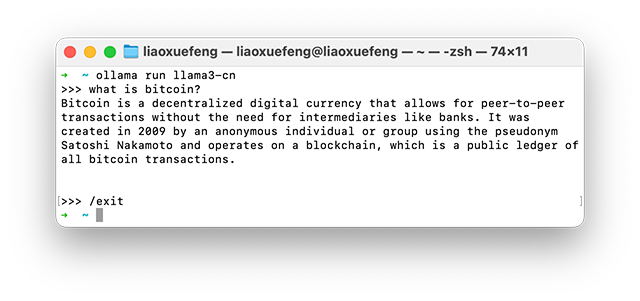 liaoxuefeng — liaoxuefeng@liaoxuefeng — ~ — -zsh — 74×11
➜ ~ ollama run llama3-cn
>>> what is bitcoin?
Bitcoin is a decentralized digital currency that allows for peer-to-peer
transactions without the need for intermediaries like banks. It was
created in 2009 by an anonymous individual or group using the pseudonym
Satoshi Nakamoto and operates on a blockchain, which is a public ledger of
all bitcoin transactions.
[>>> /exit ]
➜ ~